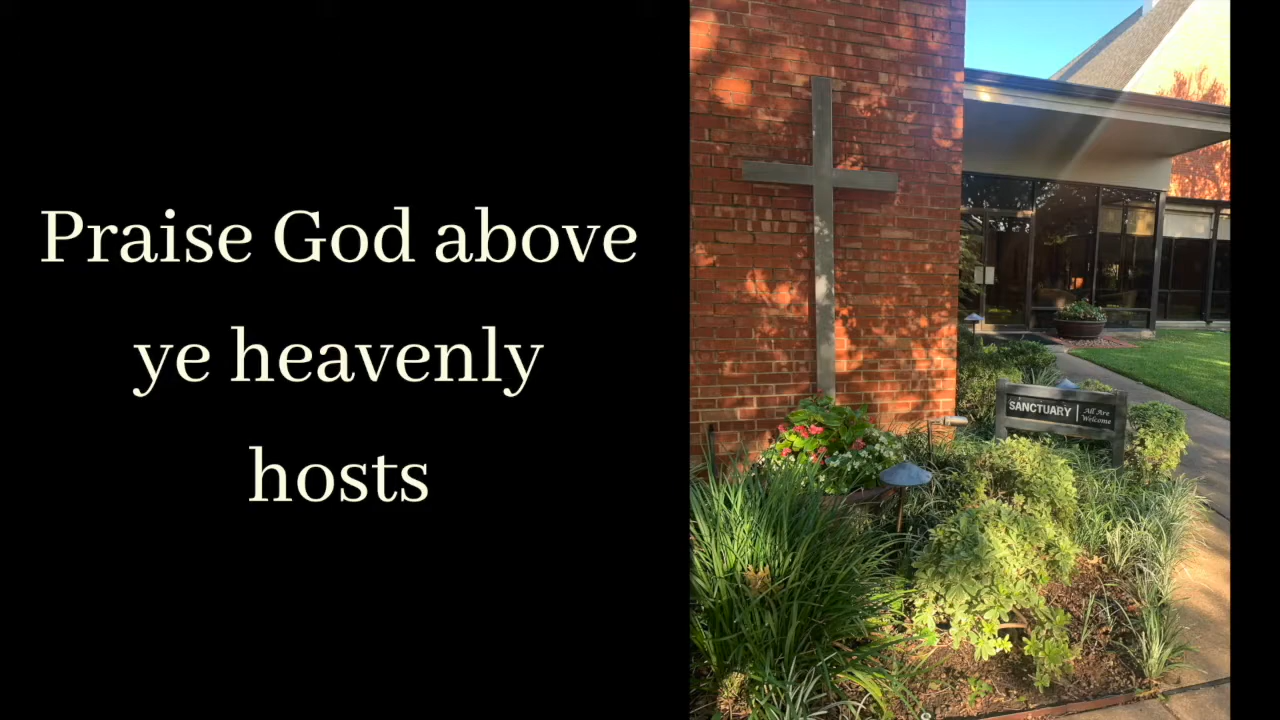 Praise God above
ye heavenly
hosts
SANCTUARY | All Are
Welcome